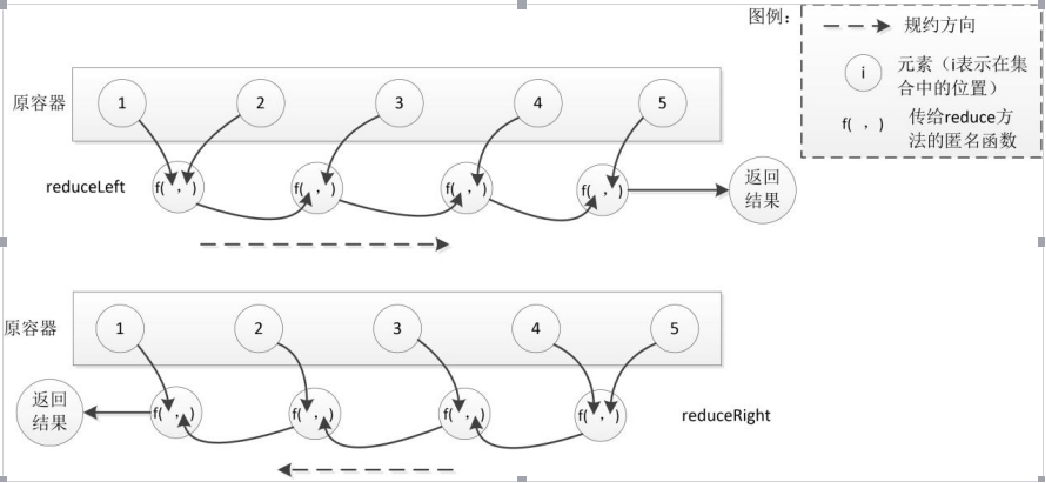 图例：
规约方向
i
元素（i表示在集
合中的位置）
f( , )
传给reduce方
法的匿名函数
原容器
1 2 3 4 5
reduceLeft
f( , ) f( , ) f( , ) f( , )
返回
结果
原容器
1 2 3 4 5
返回
结果
f( , ) f( , ) f( , ) f( , )
reduceRight